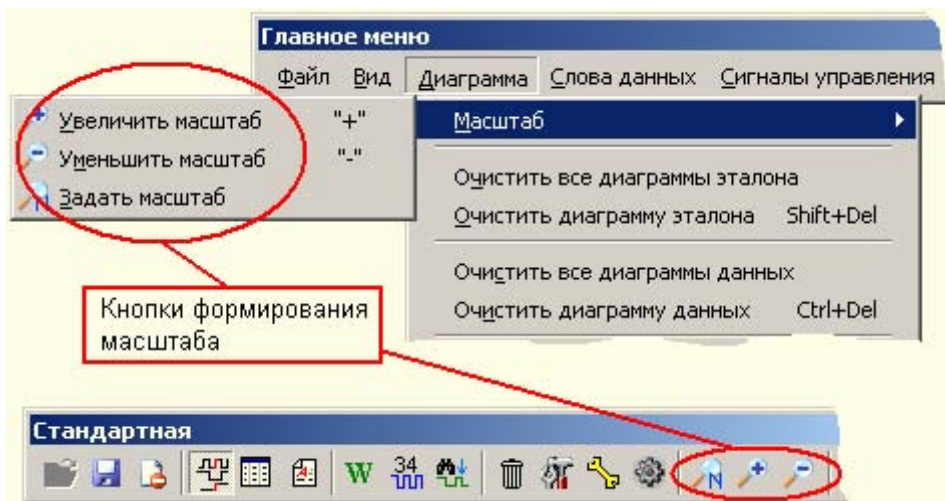 Главное меню
Файл Вид Диаграмма Слова данных Сигналы управления
Увеличить масштаб "+"
Уменьшить масштаб "-"
Задать масштаб
Масштаб
Очистить все диаграммы эталона
Очистить диаграмму эталона Shift+Del
Очистить все диаграммы данных
Очистить диаграмму данных Ctrl+Del
Кнопки формирования
масштаба
Стандартная
W 34 N